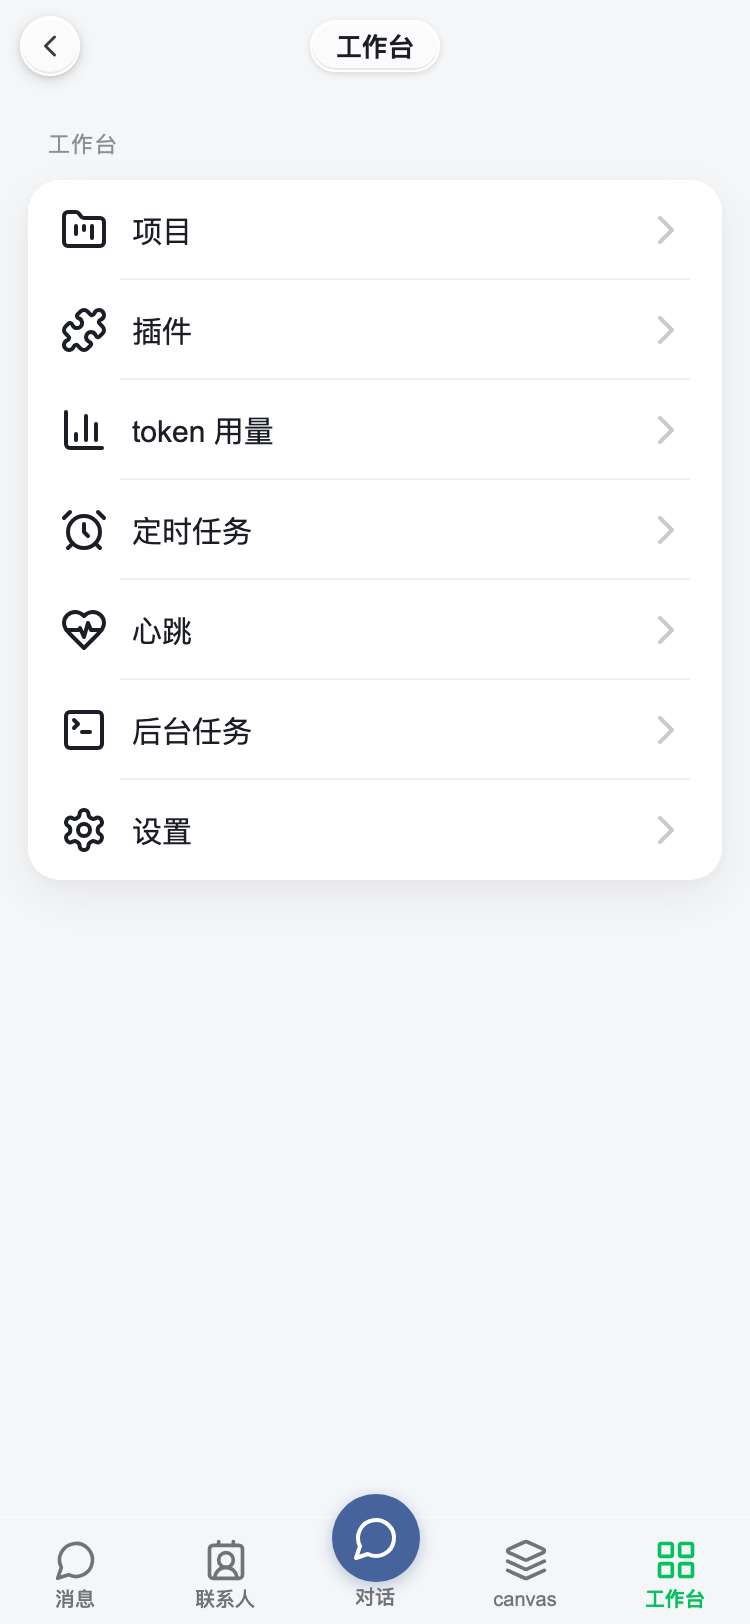 工作台
工作台
项目
插件
token 用量
定时任务
心跳
后台任务
设置
消息
联系人
对话
canvas
工作台